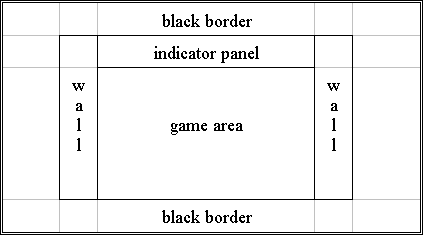 black border
indicator panel
w
a
l
l
game area
w
a
l
l
black border